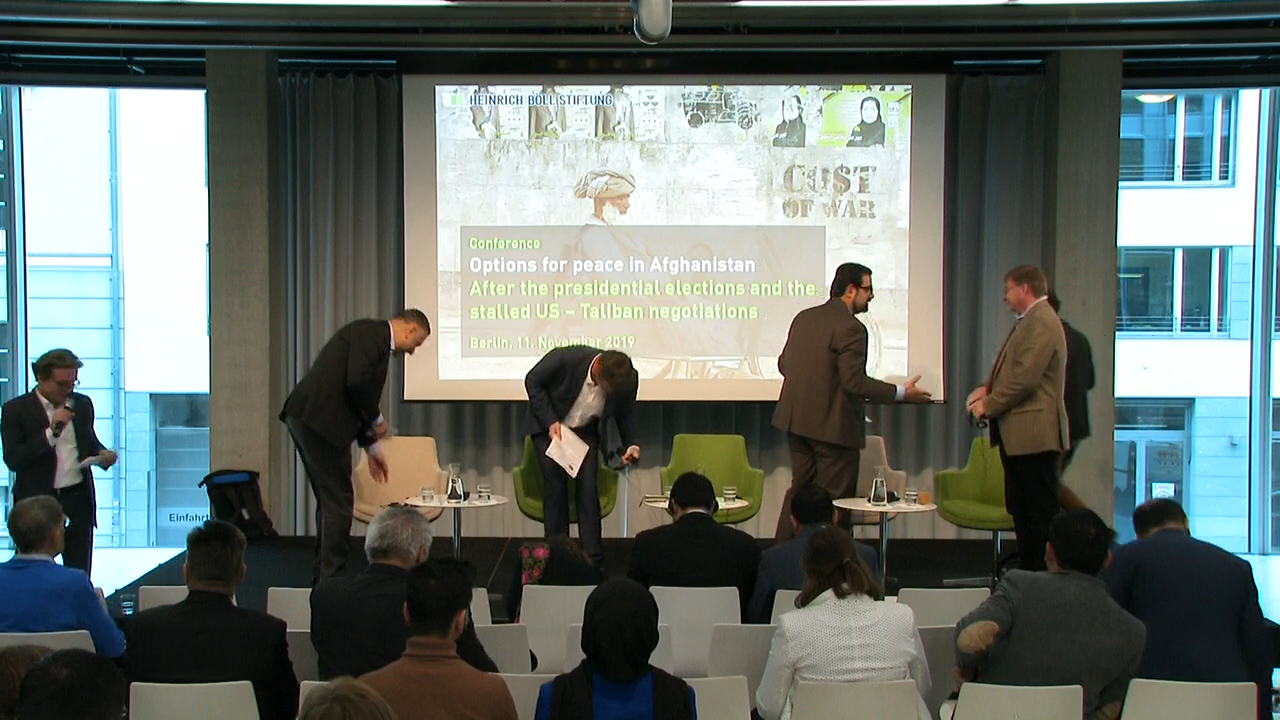 HEINRICH BÖLL STIFTUNG
CO$T
OF WAR
Conference
Options for peace in Afghanistan
After the presidential elections and the
stalled US – Taliban negotiations
Berlin, 11. November 2019
Einfahrt